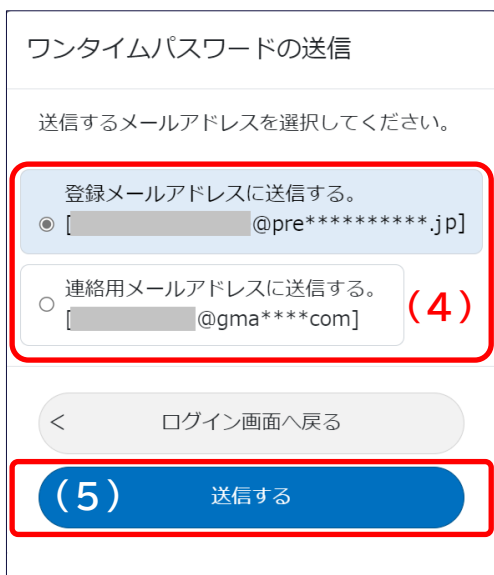 ワンタイムパスワードの送信
送信するメールアドレスを選択してください。
登録メールアドレスに送信する。
[ @pre**********.jp]
連絡用メールアドレスに送信する。
[ @gma****com]
(4)
< ログイン画面へ戻る
(5) 送信する